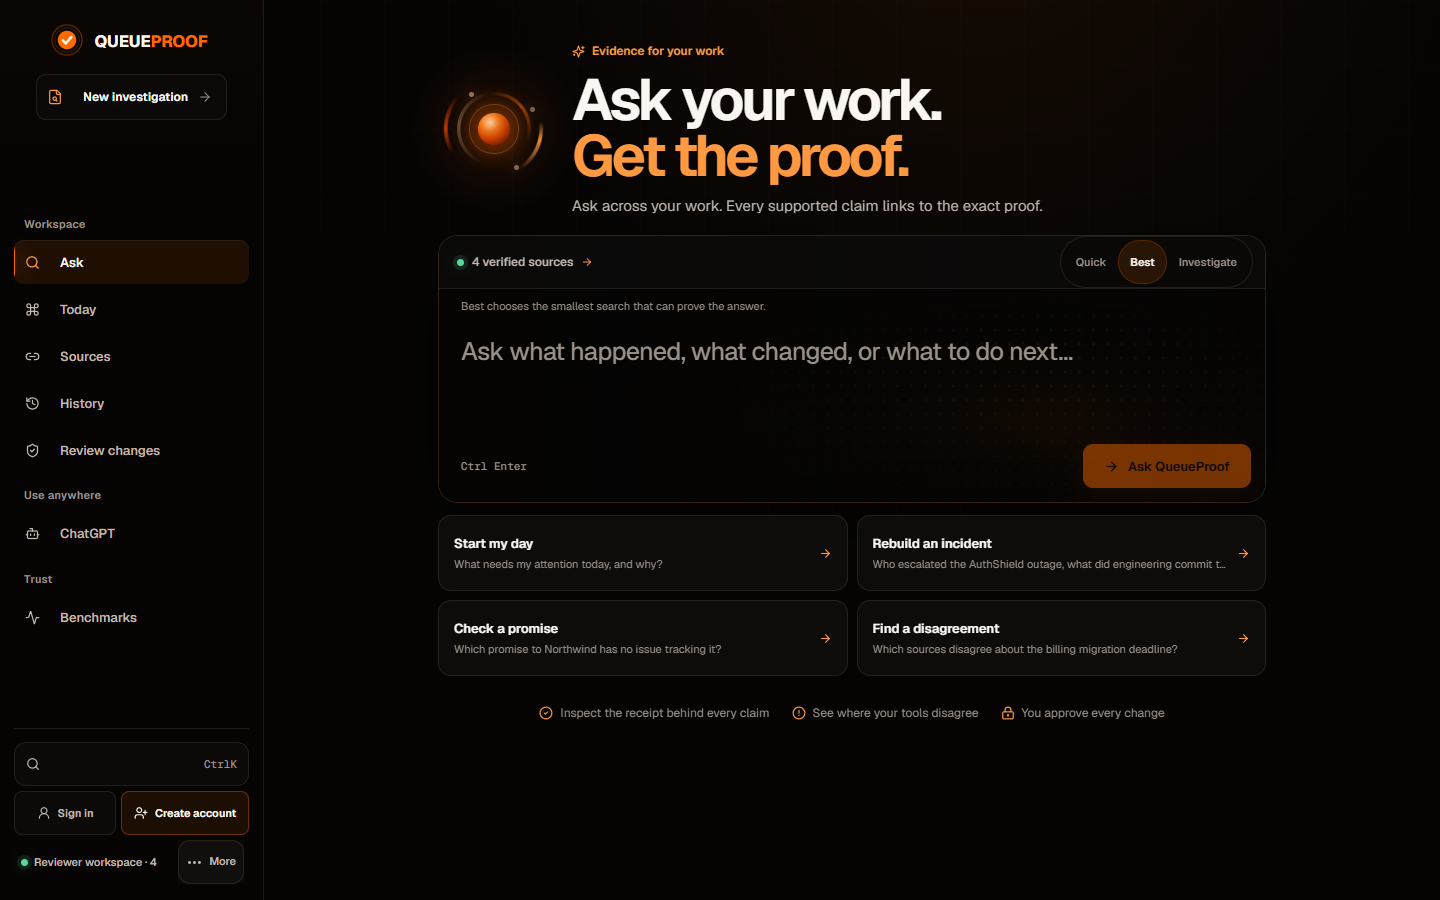 QUEUEPROOF
New investigation
Workspace
Ask
Today
Sources
History
Review changes
Use anywhere
ChatGPT
Trust
Benchmarks
CtrlK
Sign in
Create account
Reviewer workspace · 4
More
Evidence for your work
Ask your work.
Get the proof.
Ask across your work. Every supported claim links to the exact proof.
4 verified sources
Quick
Best
Investigate
Best chooses the smallest search that can prove the answer.
Ask what happened, what changed, or what to do next...
Ctrl Enter
Ask QueueProof
Start my day
What needs my attention today, and why?
Rebuild an incident
Who escalated the AuthShield outage, what did engineering commit t...
Check a promise
Which promise to Northwind has no issue tracking it?
Find a disagreement
Which sources disagree about the billing migration deadline?
Inspect the receipt behind every claim
See where your tools disagree
You approve every change